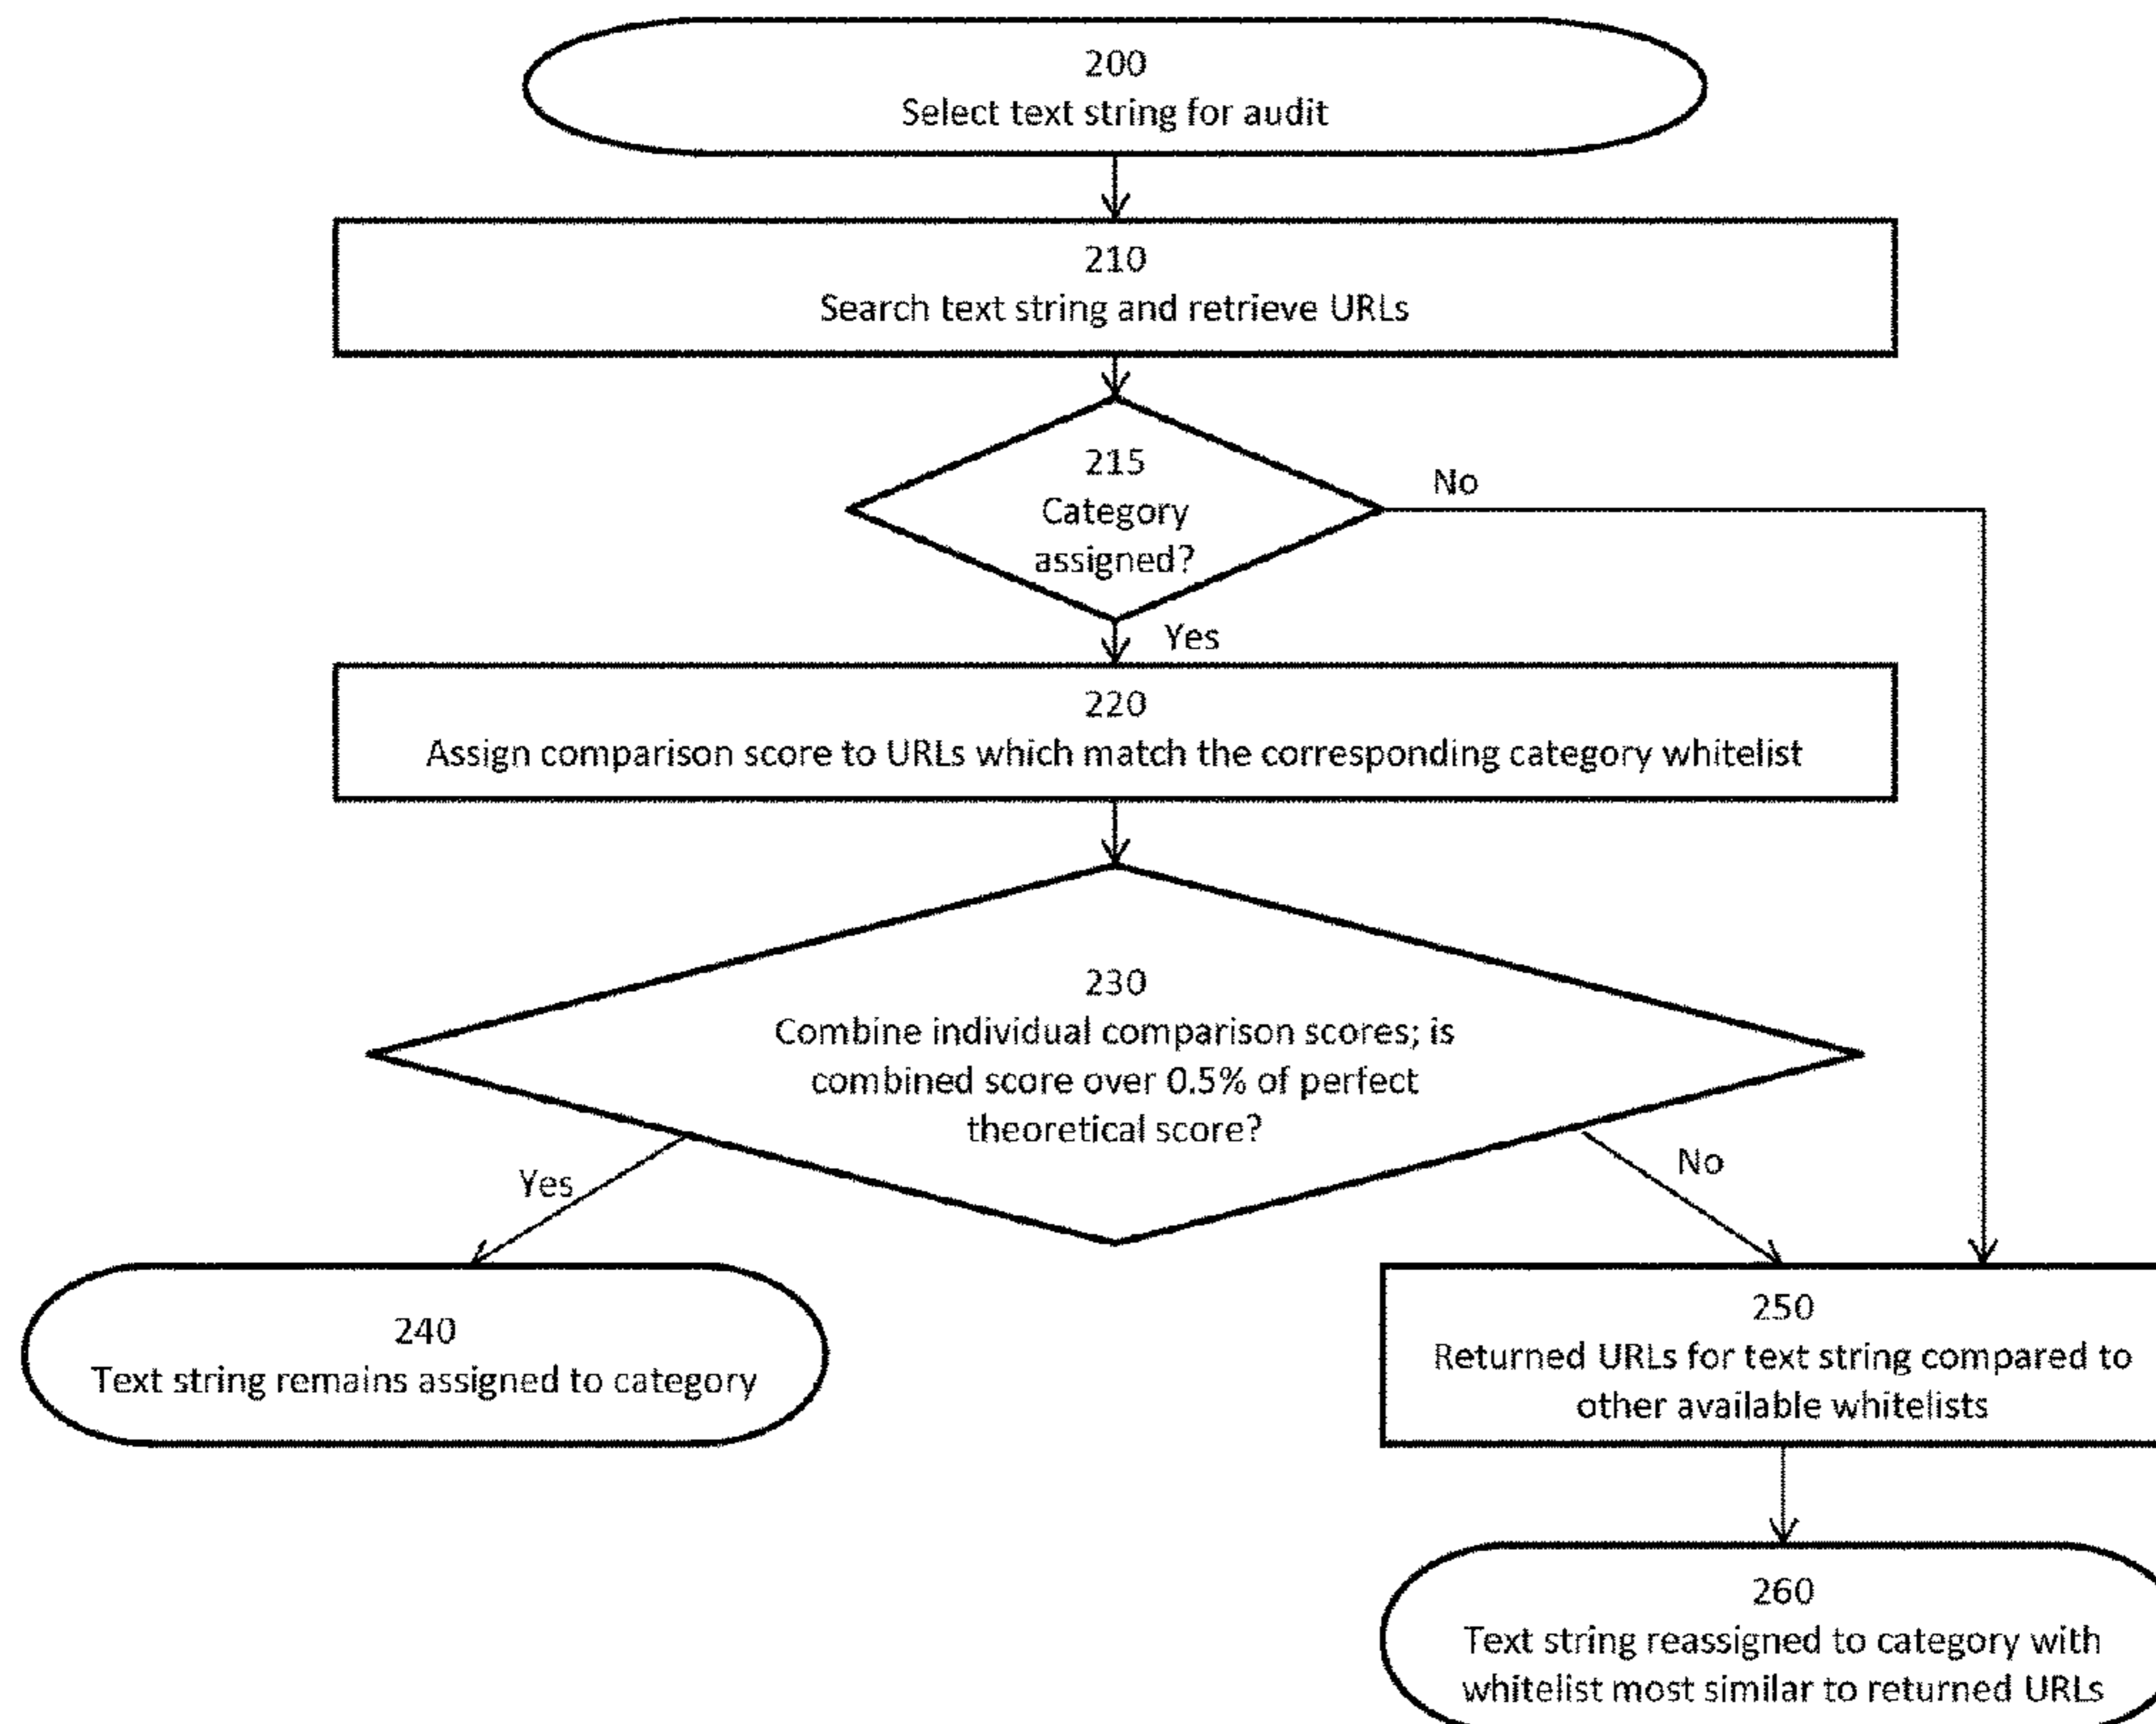 200
Select text string for audit
210
Search text string and retrieve URLs
215
Category
assigned?
No
Yes
220
Assign comparison score to URLs which match the corresponding category whitelist
230
Combine individual comparison scores; is
combined score over 0.5% of perfect
theoretical score?
Yes
No
240
Text string remains assigned to category
250
Returned URLs for text string compared to
other available whitelists
260
Text string reassigned to category with
whitelist most similar to returned URLs